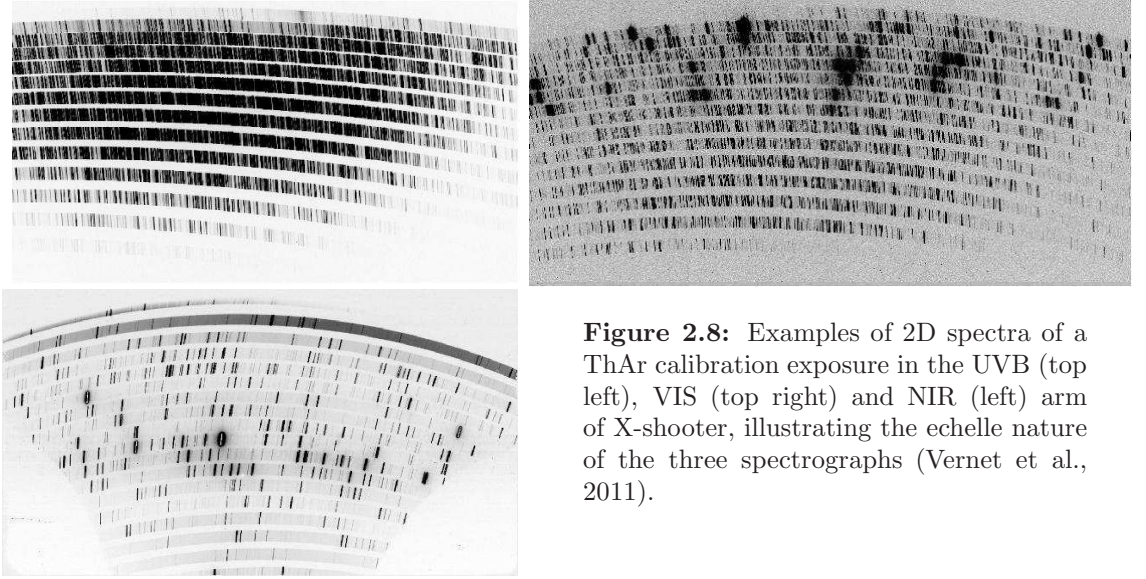 Figure 2.8: Examples of 2D spectra of a
ThAr calibration exposure in the UVB (top
left), VIS (top right) and NIR (left) arm
of X-shooter, illustrating the echelle nature
of the three spectrographs (Vernet et al.,
2011).